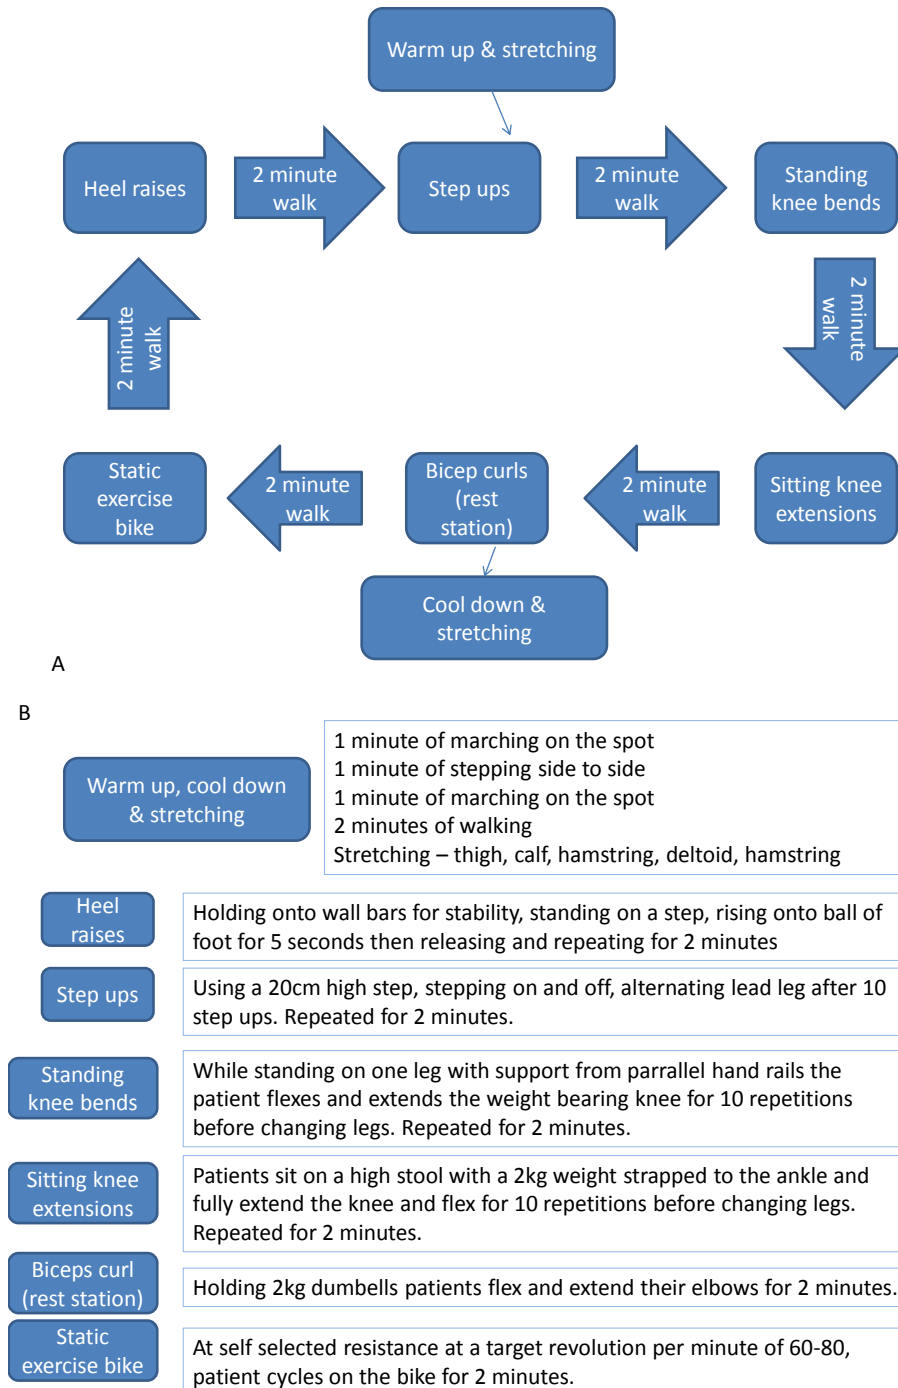 Warm up & stretching
Heel raises
2 minute
walk
Step ups
2 minute
walk
Standing
knee bends
2 minute
walk
2 minute
walk
Static
exercise
bike
2 minute
walk
Bicep curls
(rest
station)
2 minute
walk
Sitting knee
extensions
Cool down &
stretching
A
B
Warm up, cool down
& stretching
1 minute of marching on the spot
1 minute of stepping side to side
1 minute of marching on the spot
2 minutes of walking
Stretching – thigh, calf, hamstring, deltoid, hamstring
Heel
raises
Holding onto wall bars for stability, standing on a step, rising onto ball of
foot for 5 seconds then releasing and repeating for 2 minutes
Step ups
Using a 20cm high step, stepping on and off, alternating lead leg after 10
step ups. Repeated for 2 minutes.
Standing
knee bends
While standing on one leg with support from parrallel hand rails the
patient flexes and extends the weight bearing knee for 10 repetitions
before changing legs. Repeated for 2 minutes.
Sitting knee
extensions
Patients sit on a high stool with a 2kg weight strapped to the ankle and
fully extend the knee and flex for 10 repetitions before changing legs.
Repeated for 2 minutes.
Biceps curl
(rest station)
Holding 2kg dumbells patients flex and extend their elbows for 2 minutes.
Static
exercise bike
At self selected resistance at a target revolution per minute of 60-80,
patient cycles on the bike for 2 minutes.